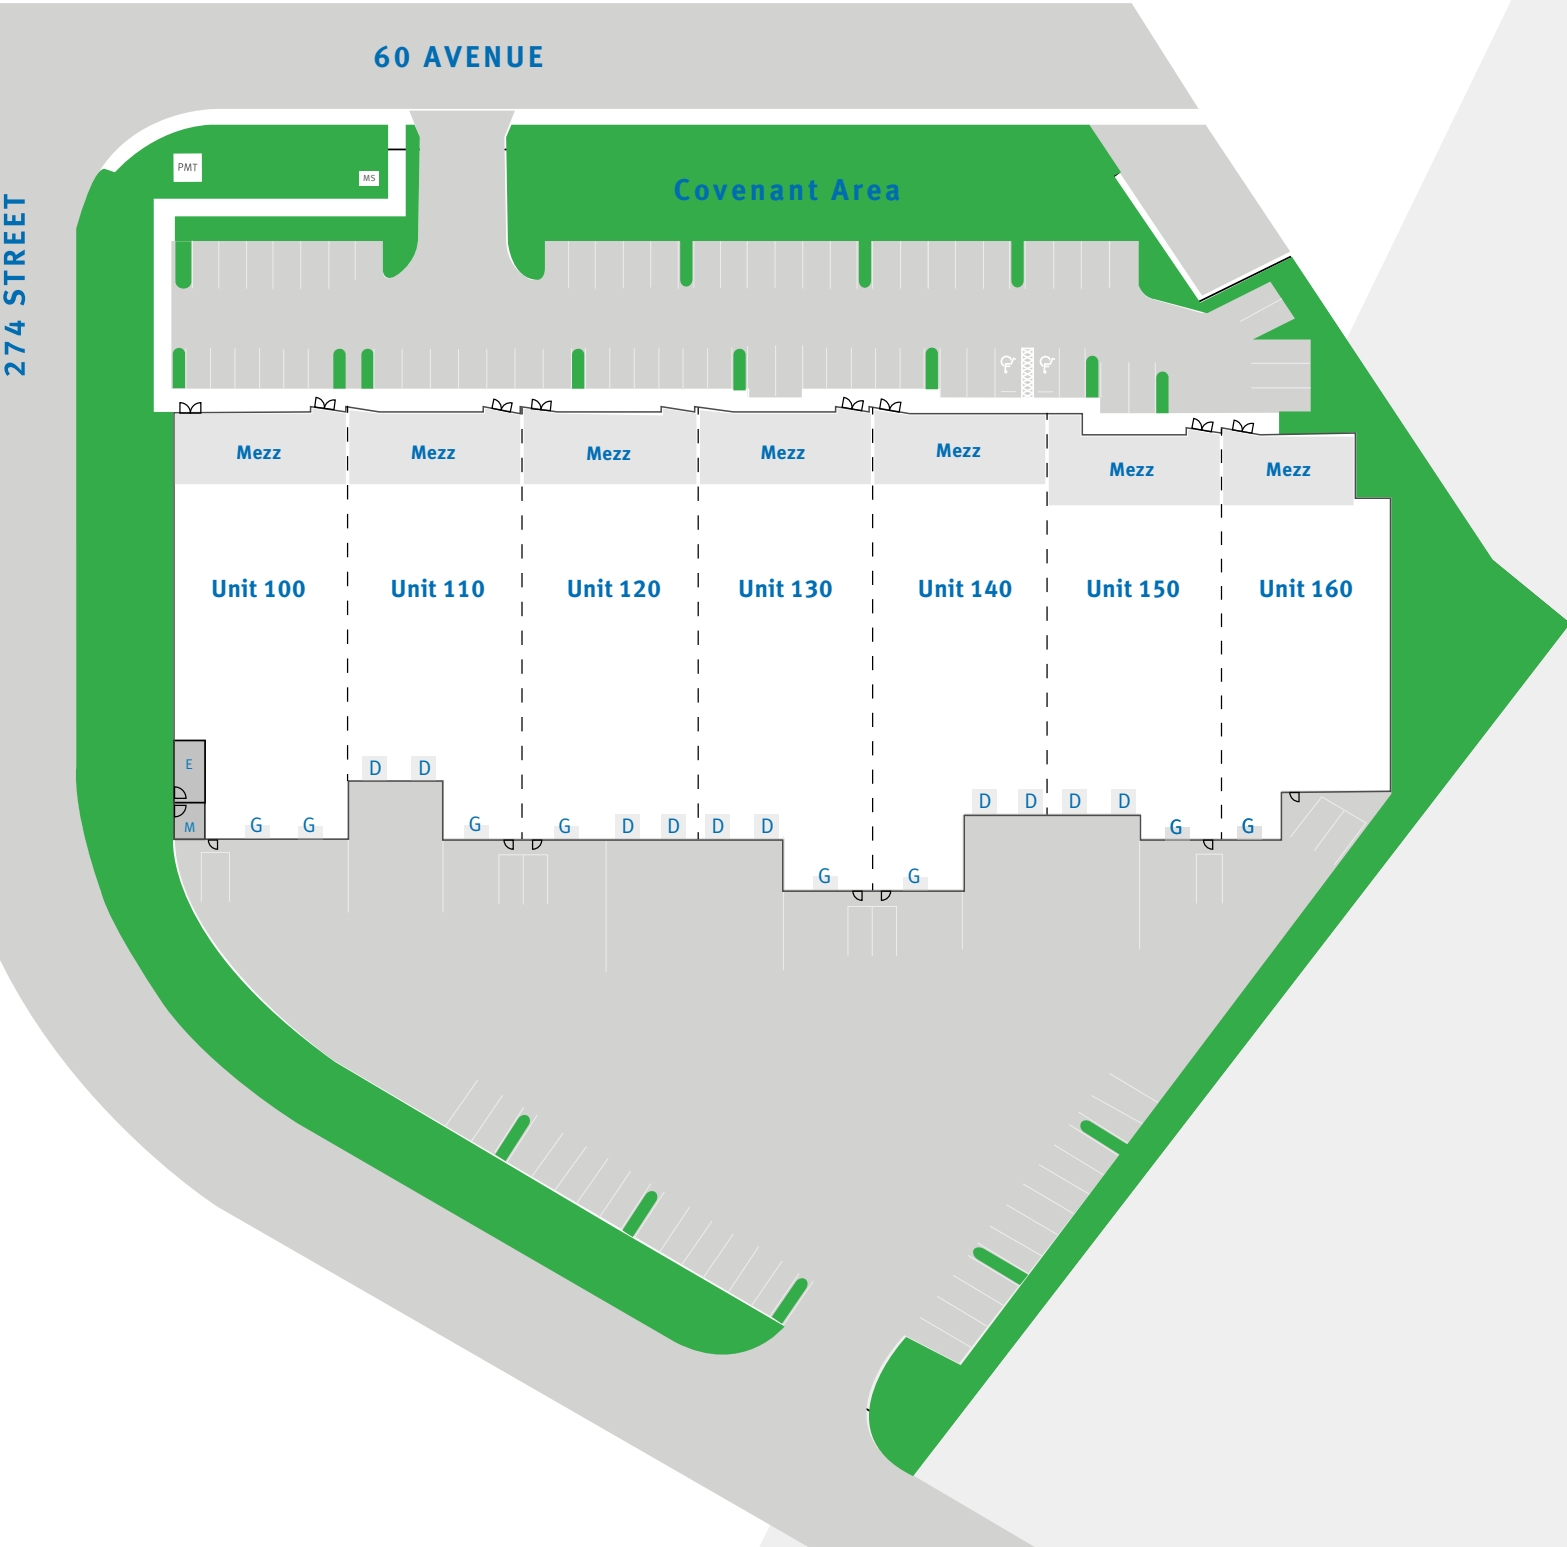 60 AVENUE
274 STREET
PMT
MS
Covenant Area
Mezz Mezz Mezz Mezz Mezz Mezz Mezz
Unit 100 Unit 110 Unit 120 Unit 130 Unit 140 Unit 150 Unit 160
E
D D
D D D D
M
G G G G D D D D G G
G G